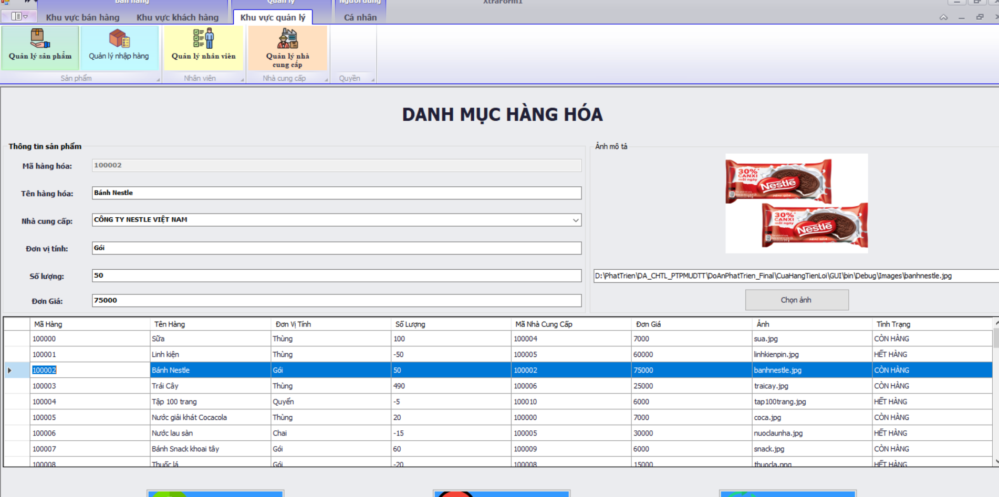 Bán hàng Quản lý Người dùng XtraForm1
Khu vực bán hàng Khu vực khách hàng Khu vực quản lý Cá nhân
Quản lý sản phẩm
Quản lý nhập hàng
Quản lý nhân viên
Quản lý nhà
cung cấp
Sản phẩm Nhân viên Nhà cung cấp Quyền
DANH MỤC HÀNG HÓA
Thông tin sản phẩm
Mã hàng hóa: 100002
Tên hàng hóa: Bánh Nestle
Nhà cung cấp: CÔNG TY NESTLE VIỆT NAM
Đơn vị tính: Gói
Số lượng: 50
Đơn Giá: 75000
Ảnh mô tả
30%
CANXI
mỗi ngày
Nestlé
30%
CANXI
mỗi ngày
Nestlé
D:\PhatTrien\DA_CHTL_PTPMUDTT\DoAnPhatTrien_Final\CuaHangTienLoi\GUI\bin\Debug\Images\banhnestle.jpg
Chọn ảnh
Mã Hàng Tên Hàng Đơn Vị Tính Số Lượng Mã Nhà Cung Cấp Đơn Giá Ảnh Tình Trạng
100000 Sữa Thùng 100 100004 7000 sua.jpg CÒN HÀNG
100001 Linh kiện Thùng -50 100005 60000 linhkienpin.jpg HẾT HÀNG
100002 Bánh Nestle Gói 50 100002 75000 banhnestle.jpg CÒN HÀNG
100003 Trái Cây Thùng 490 100006 25000 traicay.jpg CÒN HÀNG
100004 Tập 100 trang Quyển -5 100010 6000 tap100trang.jpg HẾT HÀNG
100005 Nước giải khát Cocacola Thùng 20 100000 7000 coca.jpg CÒN HÀNG
100006 Nước lau sàn Chai -15 100005 30000 nuoclaunha.jpg HẾT HÀNG
100007 Bánh Snack khoai tây Gói 60 100009 6000 snack.jpg CÒN HÀNG
100008 Thuốc lá Gói -20 100008 15000 thuocla.png HẾT HÀNG